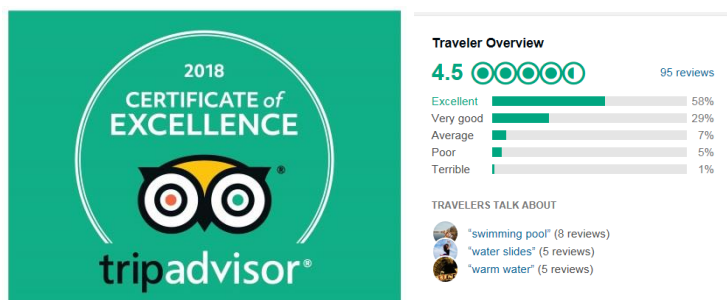 2018
CERTIFICATE of
EXCELLENCE
®
tripadvisor®
Traveler Overview
4.5 95 reviews
Excellent 58%
Very good 29%
Average 7%
Poor 5%
Terrible 1%
TRAVELERS TALK ABOUT
“swimming pool” (8 reviews)
“water slides” (5 reviews)
“warm water” (5 reviews)